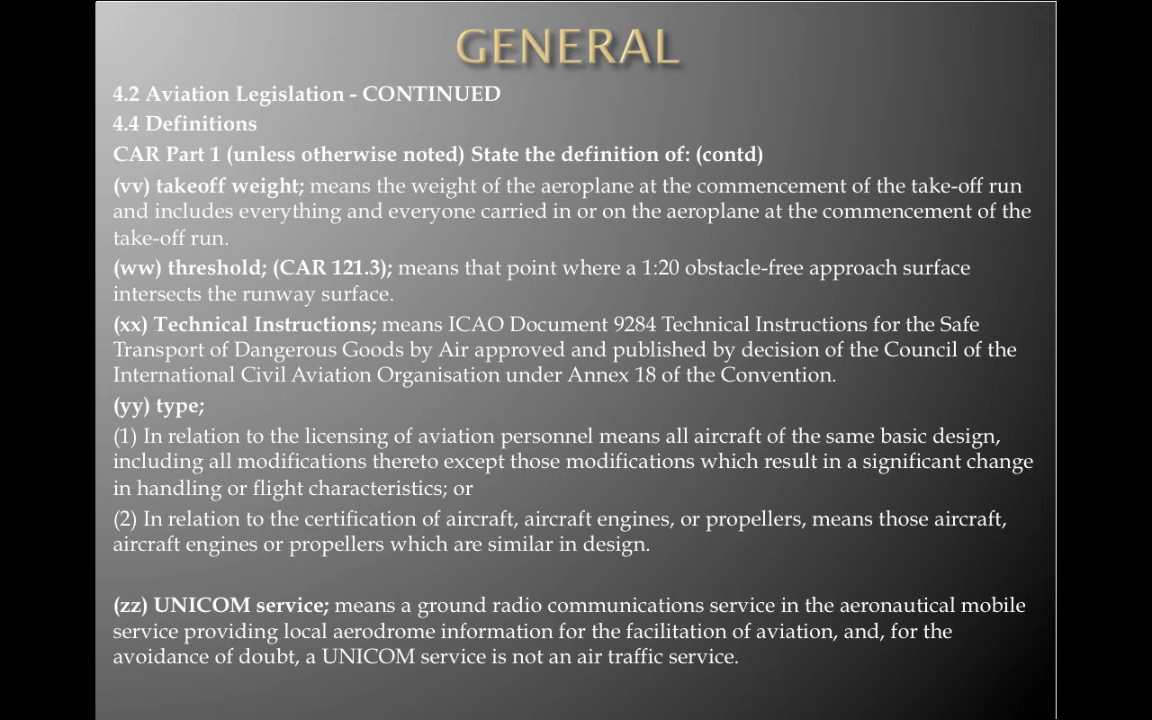 GENERAL
4.2 Aviation Legislation - CONTINUED
4.4 Definitions
CAR Part 1 (unless otherwise noted) State the definition of: (contd)
(vv) takeoff weight; means the weight of the aeroplane at the commencement of the take-off run
and includes everything and everyone carried in or on the aeroplane at the commencement of the
take-off run.
(ww) threshold; (CAR 121.3); means that point where a 1:20 obstacle-free approach surface
intersects the runway surface.
(xx) Technical Instructions; means ICAO Document 9284 Technical Instructions for the Safe
Transport of Dangerous Goods by Air approved and published by decision of the Council of the
International Civil Aviation Organisation under Annex 18 of the Convention.
(yy) type;
(1) In relation to the licensing of aviation personnel means all aircraft of the same basic design,
including all modifications thereto except those modifications which result in a significant change
in handling or flight characteristics; or
(2) In relation to the certification of aircraft, aircraft engines, or propellers, means those aircraft,
aircraft engines or propellers which are similar in design.
(zz) UNICOM service; means a ground radio communications service in the aeronautical mobile
service providing local aerodrome information for the facilitation of aviation, and, for the
avoidance of doubt, a UNICOM service is not an air traffic service.